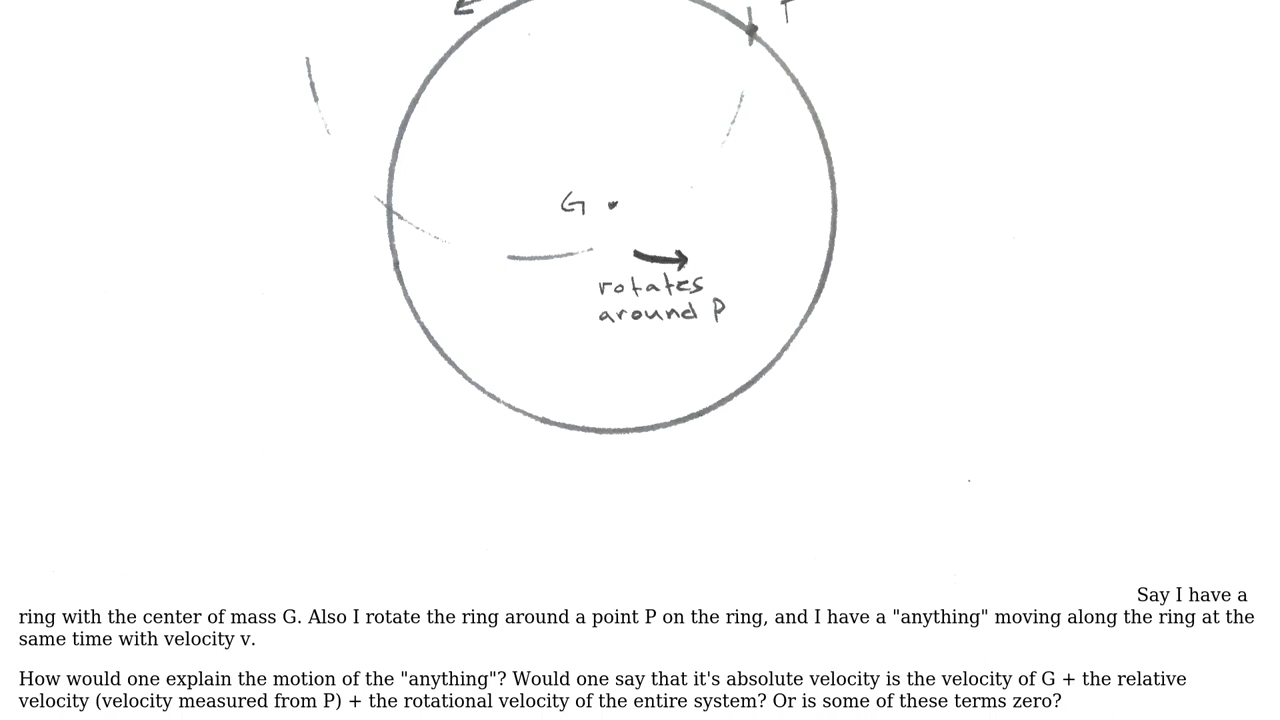 G
rotates
around P
Say I have a
ring with the center of mass G. Also I rotate the ring around a point P on the ring, and I have a "anything" moving along the ring at the
same time with velocity v.
How would one explain the motion of the "anything"? Would one say that it's absolute velocity is the velocity of G + the relative
velocity (velocity measured from P) + the rotational velocity of the entire system? Or is some of these terms zero?